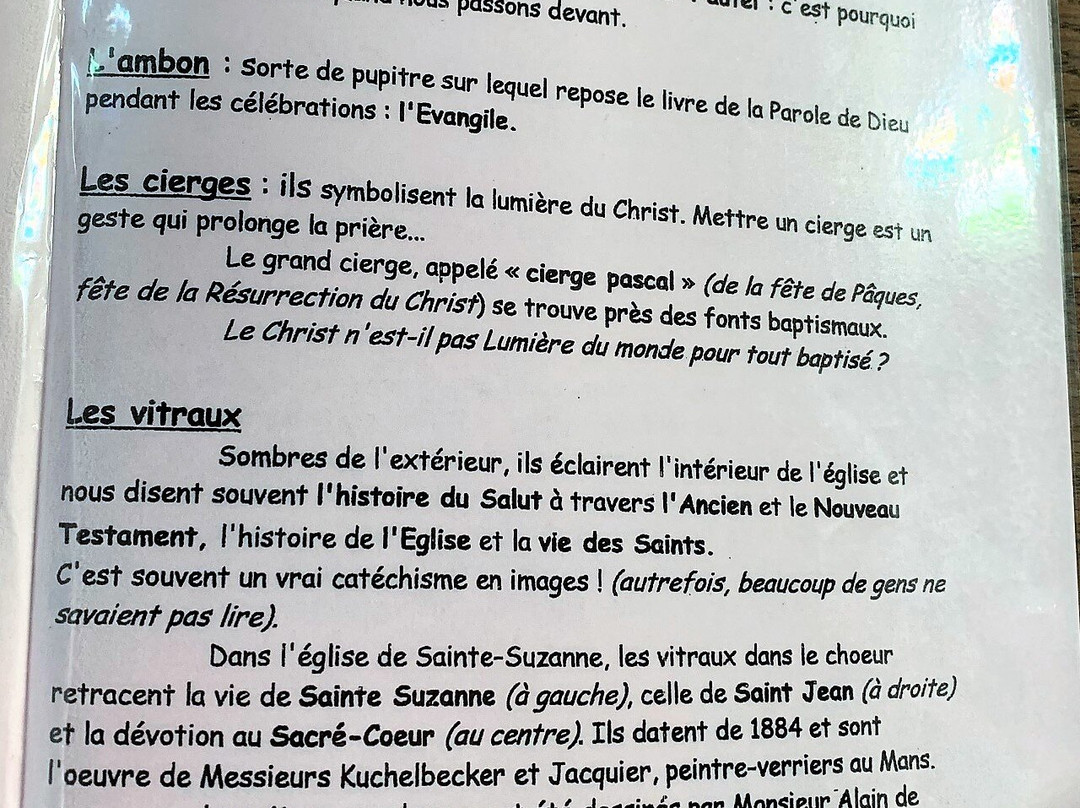 nous passons devant.
: c'est pourquoi
L'ambon : Sorte de pupitre sur lequel repose le livre de la Parole de Dieu
pendant les célébrations : l'Evangile.
Les cierges : ils symbolisent la lumière du Christ. Mettre un cierge est un
geste qui prolonge la prière...
Le grand cierge, appelé « cierge pascal » (de la fête de Pâques,
fête de la Résurrection du Christ) se trouve près des fonts baptismaux.
Le Christ n'est-il pas Lumière du monde pour tout baptisé ?
Les vitraux
Sombres de l'extérieur, ils éclairent l'intérieur de l'église et
nous disent souvent l'histoire du Salut à travers l'Ancien et le Nouveau
Testament, l'histoire de l'Eglise et la vie des Saints.
C'est souvent un vrai catéchisme en images ! (autrefois, beaucoup de gens ne
savaient pas lire).
Dans l'église de Sainte-Suzanne, les vitraux dans le choeur
retracent la vie de Sainte Suzanne (à gauche), celle de Saint Jean (à droite)
et la dévotion au Sacré-Coeur (au centre). Ils datent de 1884 et sont
l'oeuvre de Messieurs Kuchelbecker et Jacquier, peintre-verriers au Mans.
été dessinés par Monsieur Alain de